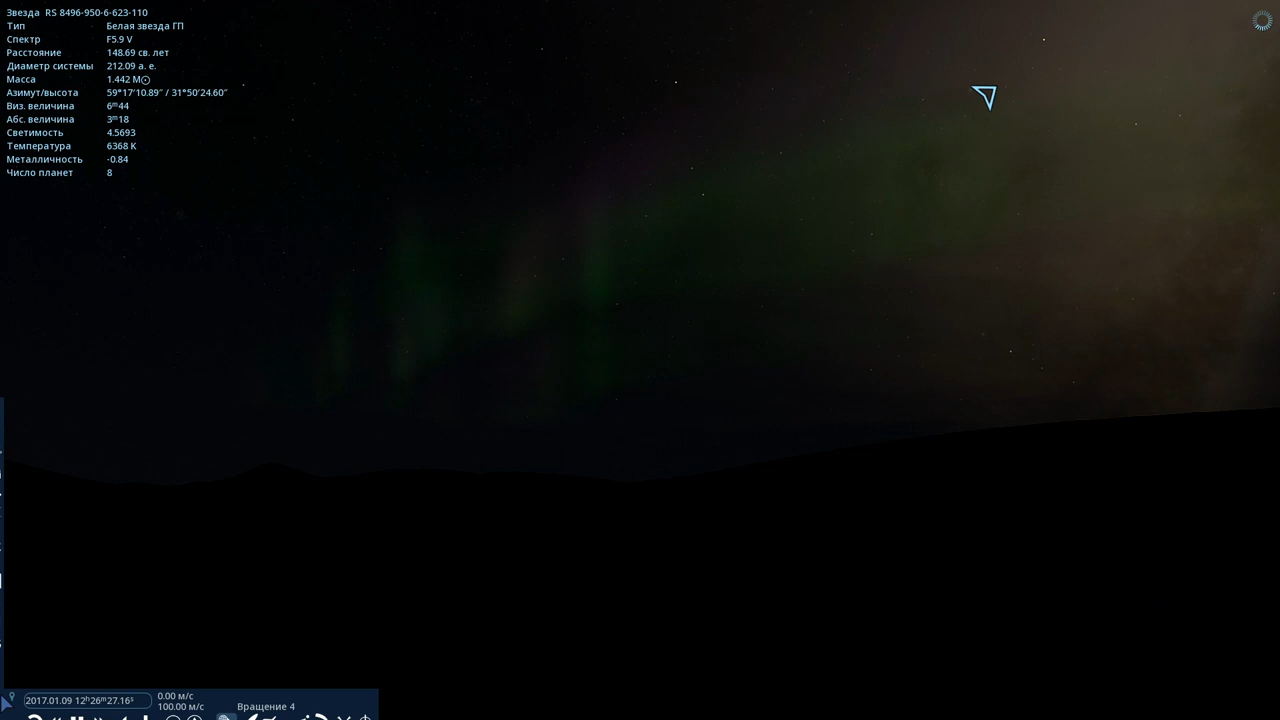 Звезда RS 8496-950-6-623-110
Тип Белая звезда ГП
Спектр F5.9 V
Расстояние 148.69 св. лет
Диаметр системы 212.09 а. е.
Масса 1.442 M☉
Азимут/высота 59°17′10.89″ / 31°50′24.60″
Виз. величина 6ᵐ44
Абс. величина 3ᵐ18
Светимость 4.5693
Температура 6368 K
Металличность -0.84
Число планет 8
2017.01.09 12ʰ26ᵐ27.16ˢ
0.00 м/с
100.00 м/с
Вращение 4